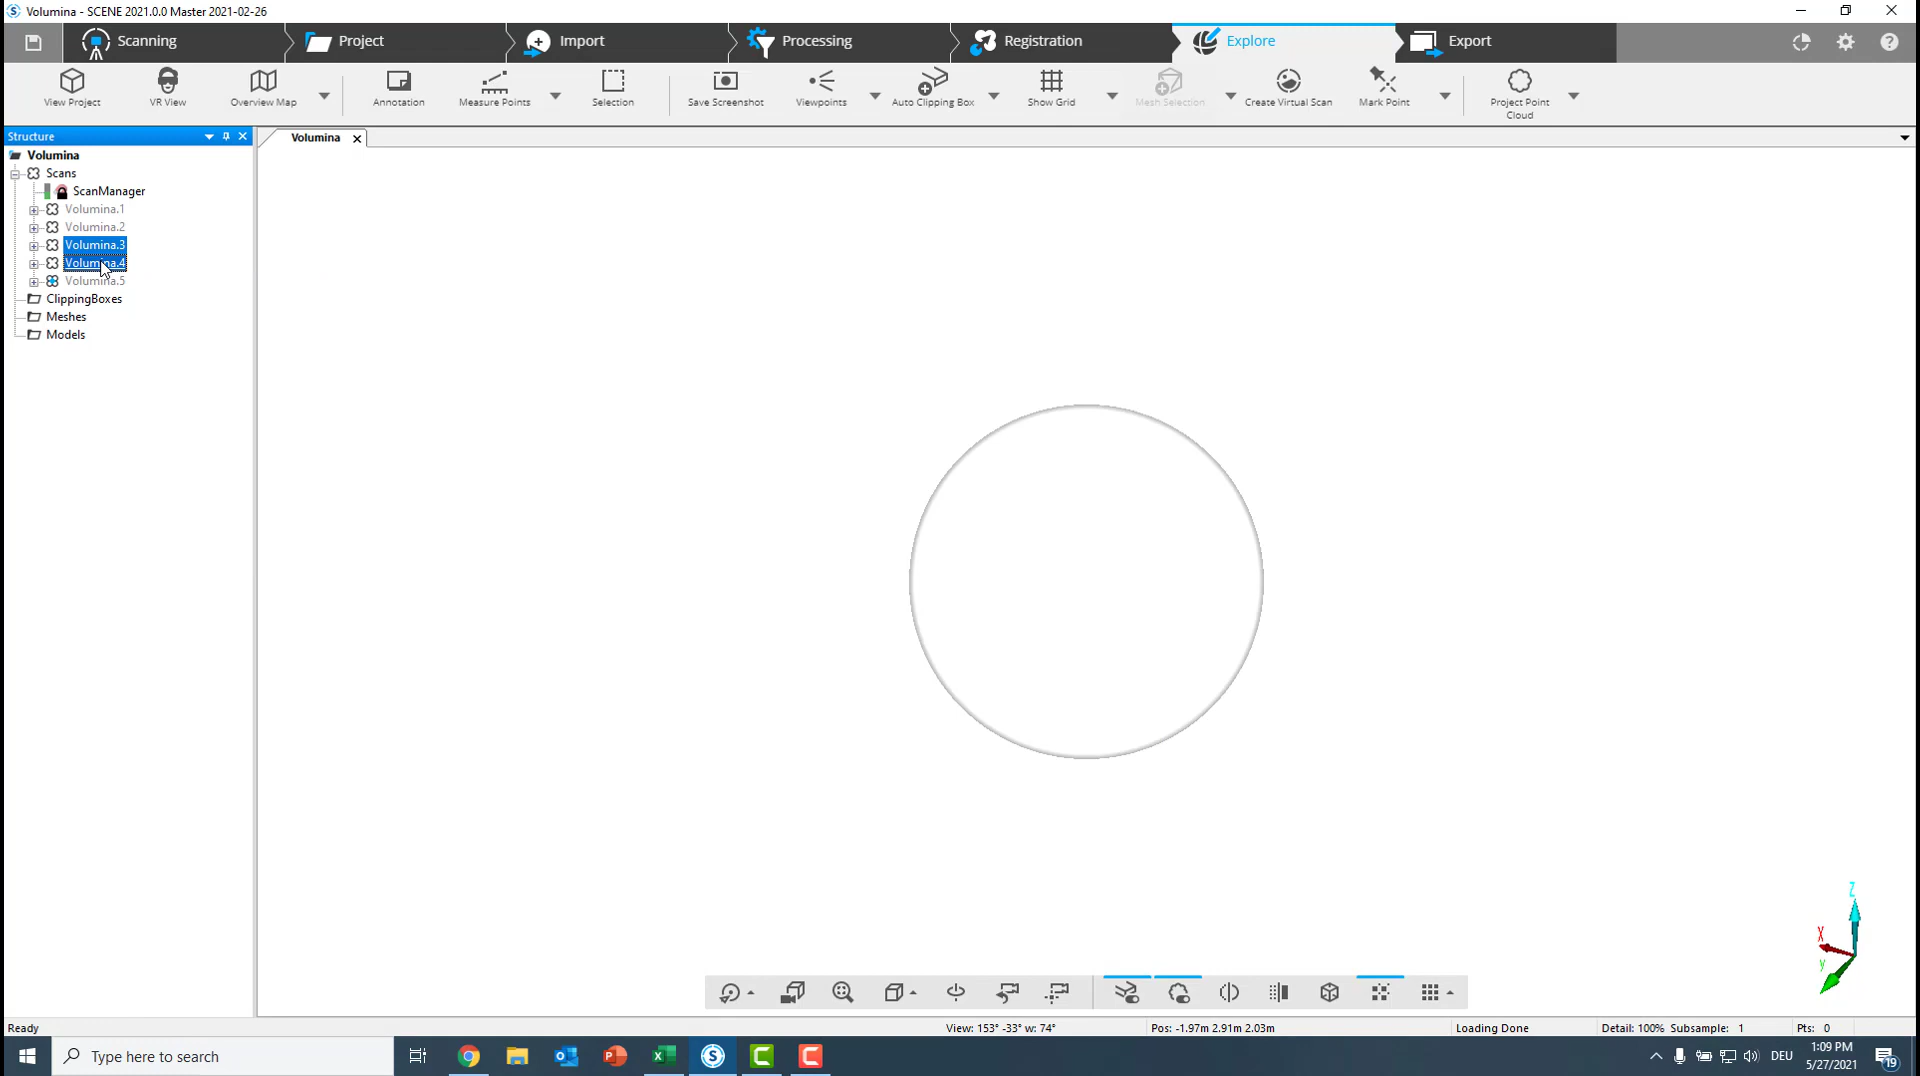 Volumina - SCENE 2021.0.0 Master 2021-02-26
Scanning
Project
Import
Processing
Registration
Explore
Export
View Project
VR View
Overview Map
Annotation
Measure Points
Selection
Save Screenshot
Viewpoints
Auto Clipping Box
Show Grid
Mesh Selection
Create Virtual Scan
Mark Point
Project Point
Cloud
Structure
Volumina
Volumina
Scans
ScanManager
Volumina.1
Volumina.2
Volumina.3
Volumina.4
Volumina.5
ClippingBoxes
Meshes
Models
Z
X
y
Ready
View: 153° -33° w: 74°
Pos: -1.97m 2.91m 2.03m
Loading Done
Detail: 100% Subsample: 1
Pts: 0
Type here to search
DEU
1:09 PM
5/27/2021
19